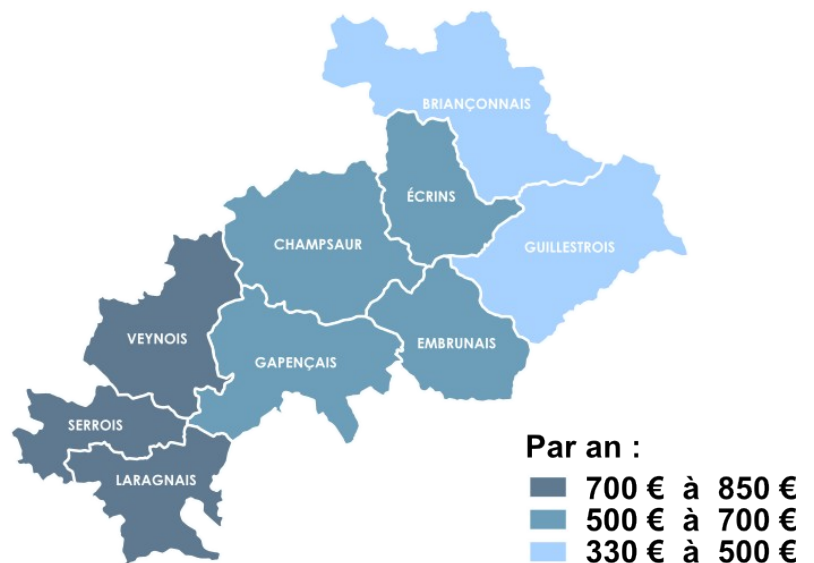 BRIANÇONNAIS
ÉCRINS
CHAMPSAUR
GUILLESTROIS
VEYNOIS
EMBRUNAIS
GAPENÇAIS
SERROIS
LARAGNAIS
Par an :
700 € à 850 €
500 € à 700 €
330 € à 500 €